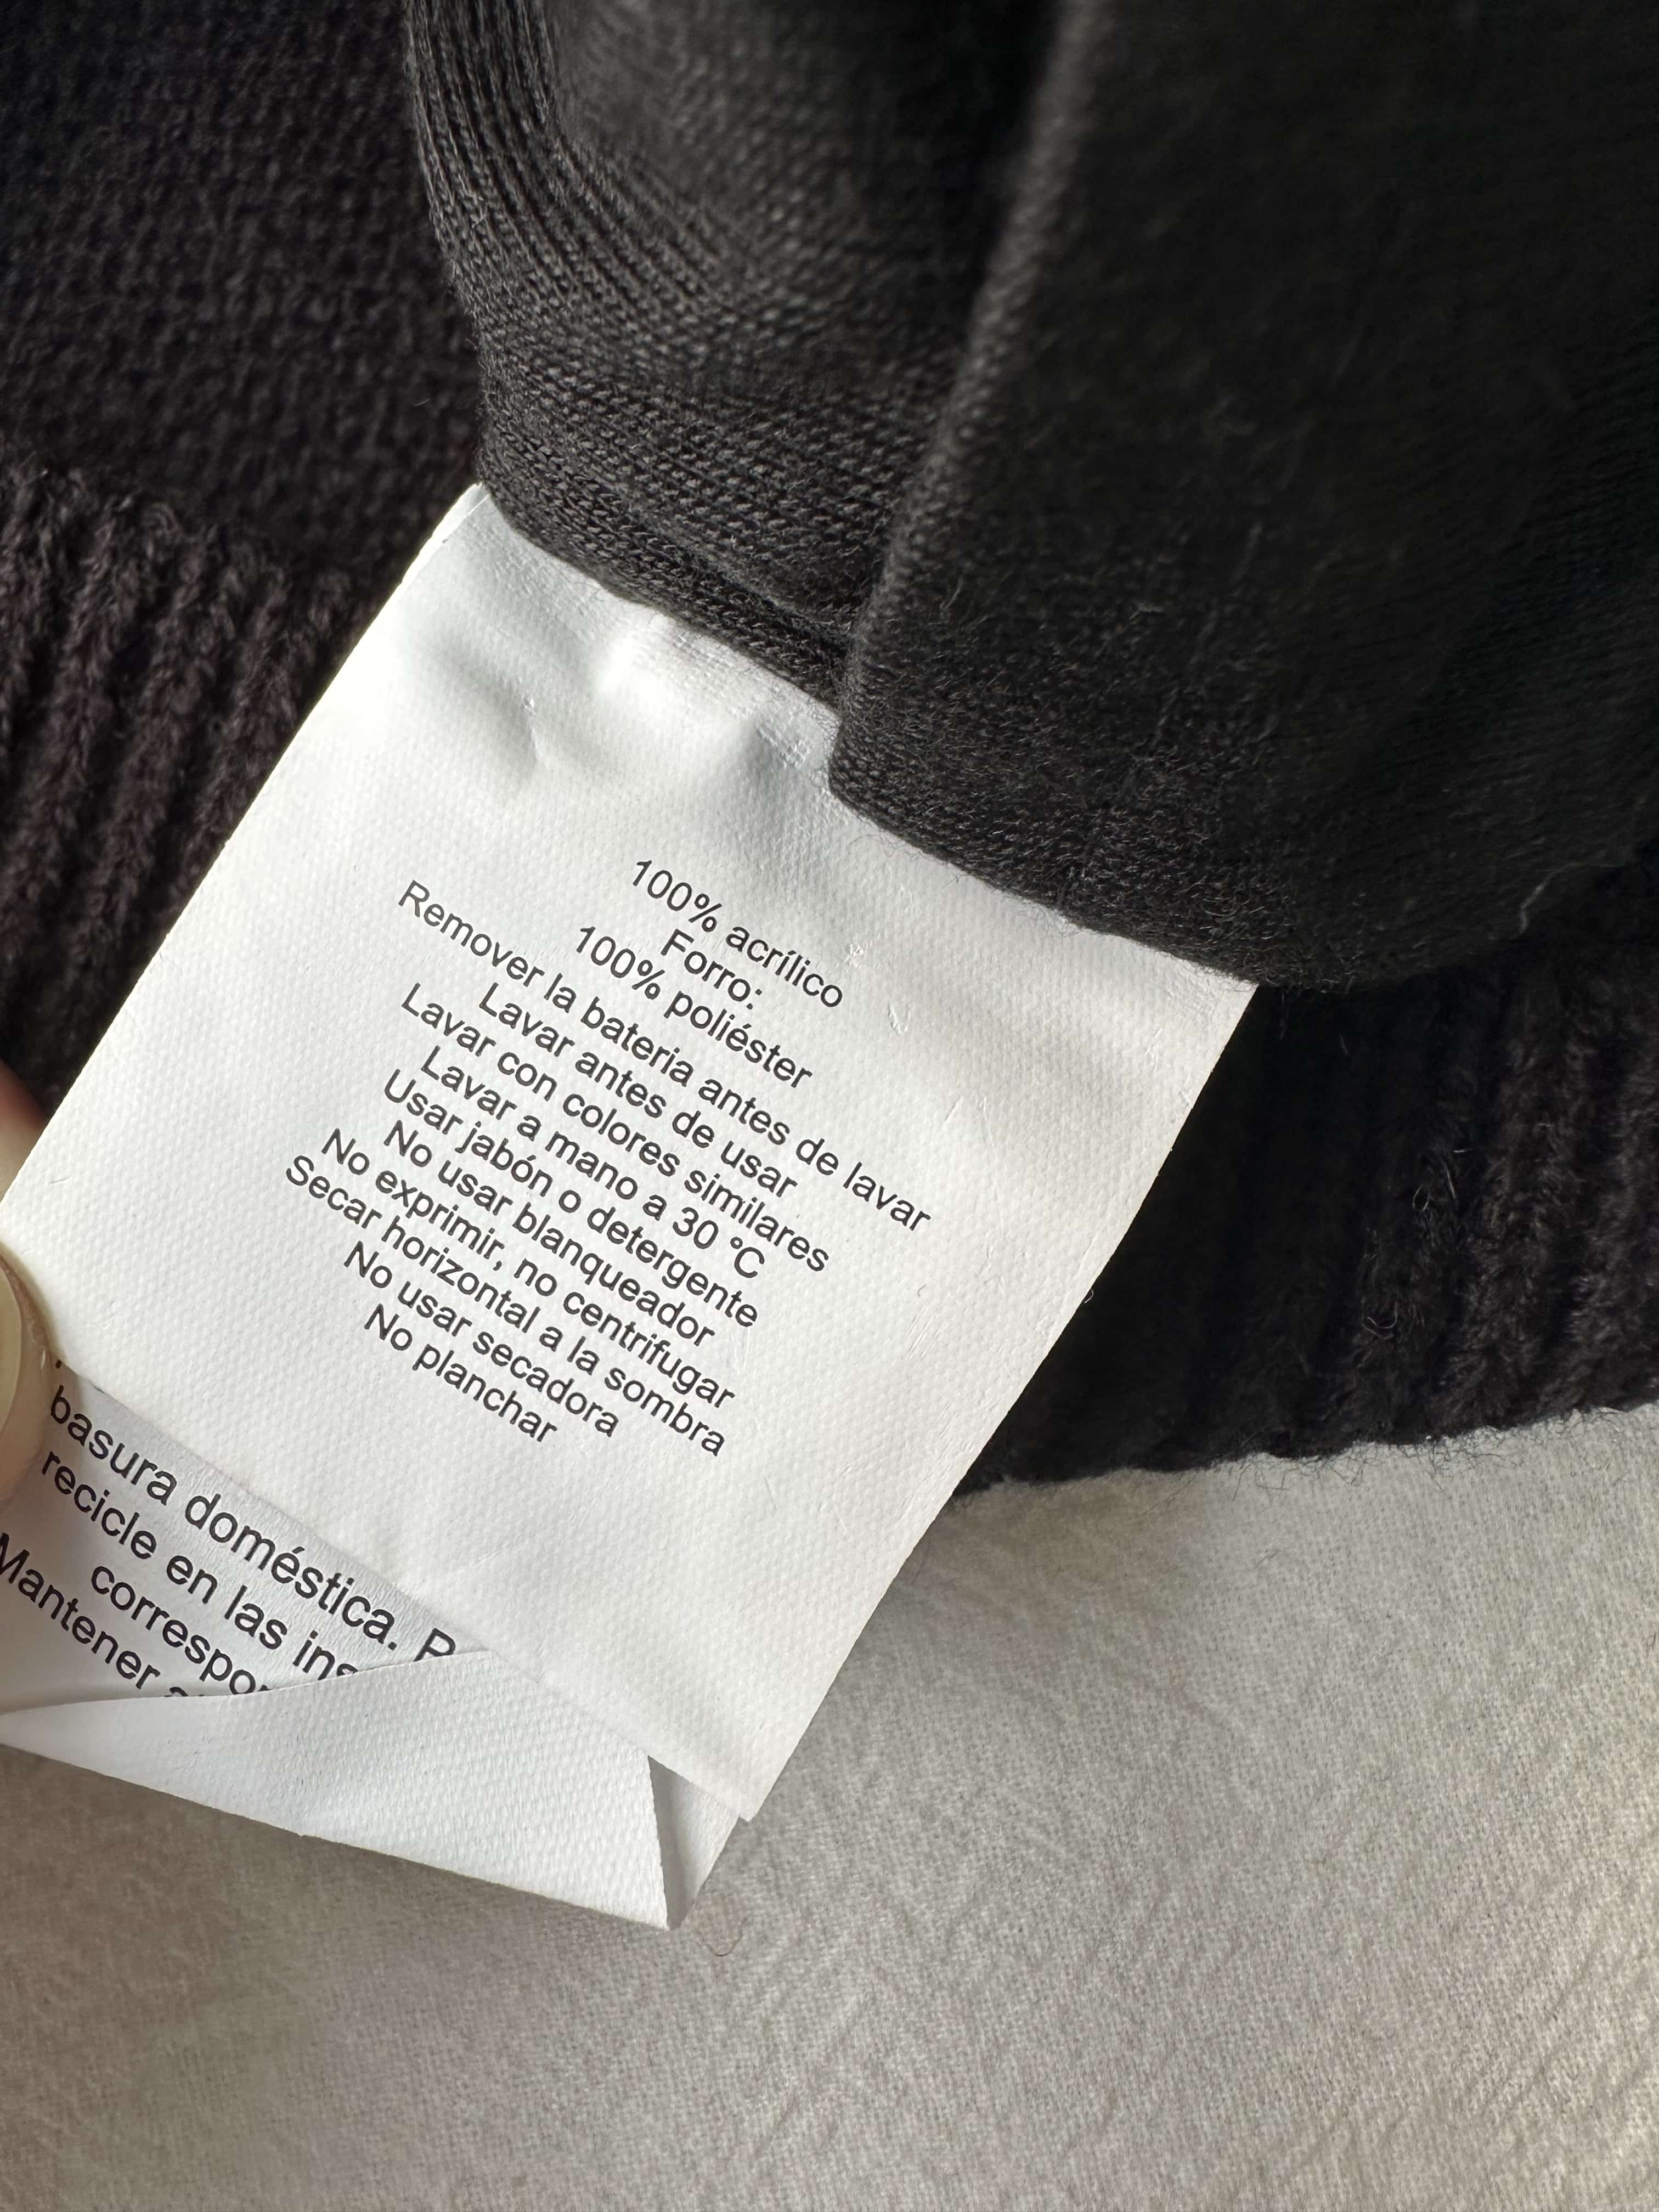 100% acrílico
Forro:
100% poliéster
Remover la bateria antes de lavar
Lavar antes de usar
Lavar con colores similares
Lavar a mano a 30 °C
Usar jabón o detergente
No usar blanqueador
No exprimir, no centrifugar
Secar horizontal a la sombra
No usar secadora
No planchar
basura doméstica.
recicle en las
Mantener